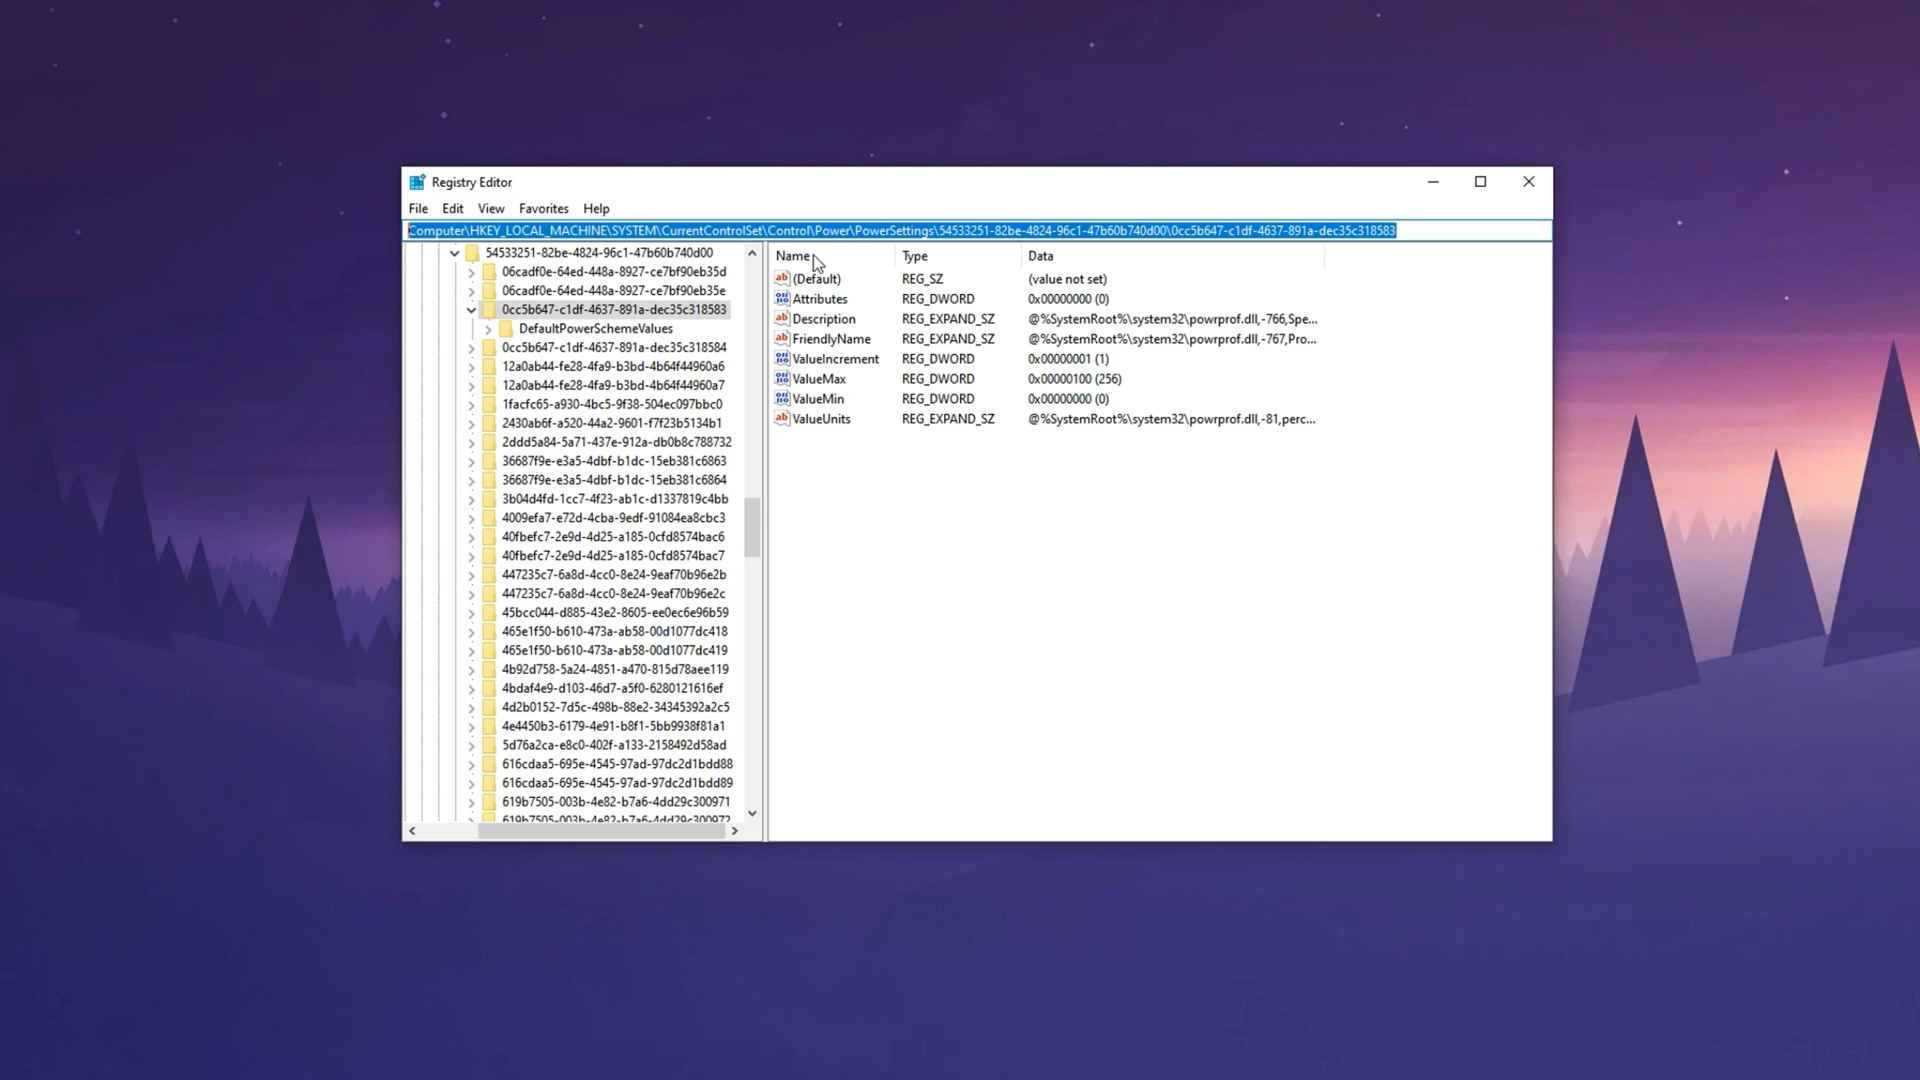 Registry Editor
File Edit View Favorites Help
Computer\HKEY_LOCAL_MACHINE\SYSTEM\CurrentControlSet\Control\Power\PowerSettings\54533251-82be-4824-96c1-47b60b740d00\0cc5b647-c1df-4637-891a-dec35c318583
54533251-82be-4824-96c1-47b60b740d00
06cadf0e-64ed-448a-8927-ce7bf90eb35d
06cadf0e-64ed-448a-8927-ce7bf90eb35e
0cc5b647-c1df-4637-891a-dec35c318583
DefaultPowerSchemeValues
0cc5b647-c1df-4637-891a-dec35c318584
12a0ab44-fe28-4fa9-b3bd-4b64f44960a6
12a0ab44-fe28-4fa9-b3bd-4b64f44960a7
1facfc65-a930-4bc5-9f38-504ec097bbc0
2430ab6f-a520-44a2-9601-f7f23b5134b1
2ddd5a84-5a71-437e-912a-db0b8c788732
36687f9e-e3a5-4dbf-b1dc-15eb381c6863
36687f9e-e3a5-4dbf-b1dc-15eb381c6864
3b04d4fd-1cc7-4f23-ab1c-d1337819c4bb
4009efa7-e72d-4cba-9edf-91084ea8cbc3
40fbefc7-2e9d-4d25-a185-0cfd8574bac6
40fbefc7-2e9d-4d25-a185-0cfd8574bac7
447235c7-6a8d-4cc0-8e24-9eaf70b96e2b
447235c7-6a8d-4cc0-8e24-9eaf70b96e2c
45bcc044-d885-43e2-8605-ee0ec6e96b59
465e1f50-b610-473a-ab58-00d1077dc418
465e1f50-b610-473a-ab58-00d1077dc419
4b92d758-5a24-4851-a470-815d78aee119
4bdaf4e9-d103-46d7-a5f0-6280121616ef
4d2b0152-7d5c-498b-88e2-34345392a2c5
4e4450b3-6179-4e91-b8f1-5bb9938f81a1
5d76a2ca-e8c0-402f-a133-2158492d58ad
616cdaa5-695e-4545-97ad-97dc2d1bdd88
616cdaa5-695e-4545-97ad-97dc2d1bdd89
619b7505-003b-4e82-b7a6-4dd29c300971
619b7505-003b-4e82-b7a6-4dd29c300972
Name Type Data
(Default) REG_SZ (value not set)
Attributes REG_DWORD 0x00000000 (0)
Description REG_EXPAND_SZ @%SystemRoot%\system32\powrprof.dll,-766,Spe...
FriendlyName REG_EXPAND_SZ @%SystemRoot%\system32\powrprof.dll,-767,Pro...
ValueIncrement REG_DWORD 0x00000001 (1)
ValueMax REG_DWORD 0x00000100 (256)
ValueMin REG_DWORD 0x00000000 (0)
ValueUnits REG_EXPAND_SZ @%SystemRoot%\system32\powrprof.dll,-81,perc...